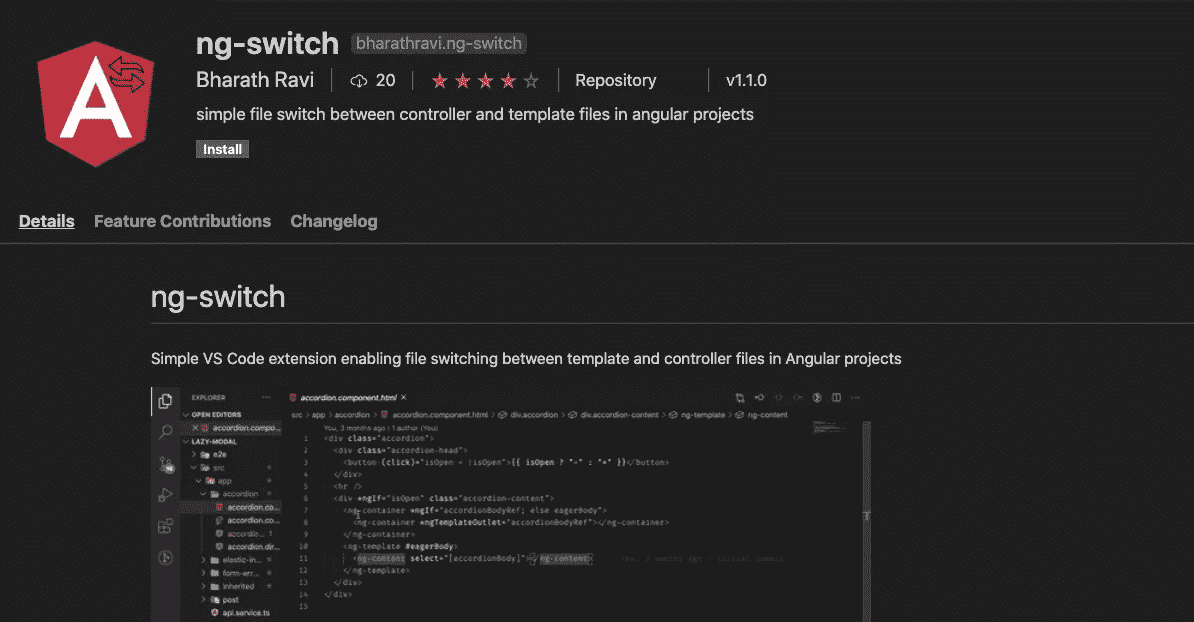 ng-switch bharathravi.ng-switch
Bharath Ravi 20 Repository v1.1.0
simple file switch between controller and template files in angular projects
Install
Details Feature Contributions Changelog
ng-switch
Simple VS Code extension enabling file switching between template and controller files in Angular projects
EXPLORER ... accordion.component.html ×
OPEN EDITORS src > app > accordion > accordion.component.html > div.accordion > div.accordion-content > ng-template > ng-content
× accordion.compo... You, 3 months ago | 1 author (You)
LAZY-MODAL 1 <div class="accordion">
e2e 2 <div class="accordion-head">
src 3 <button (click)="isOpen = !isOpen">{{ isOpen ? "-" : "+" }}</button>
app 4 </div>
accordion 5 <hr />
6 <div *ngIf="isOpen" class="accordion-content">
accordion.co... 7 <ng-container *ngIf="accordionBodyRef; else eagerBody">
accordion.co... 8 <ng-container *ngTemplateOutlet="accordionBodyRef"></ng-container>
accordio... 1 9 </ng-container>
accordion.dir... 10 <ng-template #eagerBody>
elastic-in... 11 <ng-content select="[accordionBody]"></ng-content> You, 3 months ago · initial commit
form-err... 12 </ng-template>
inherited 13 </div>
post 14 </div>
api.service.ts 15